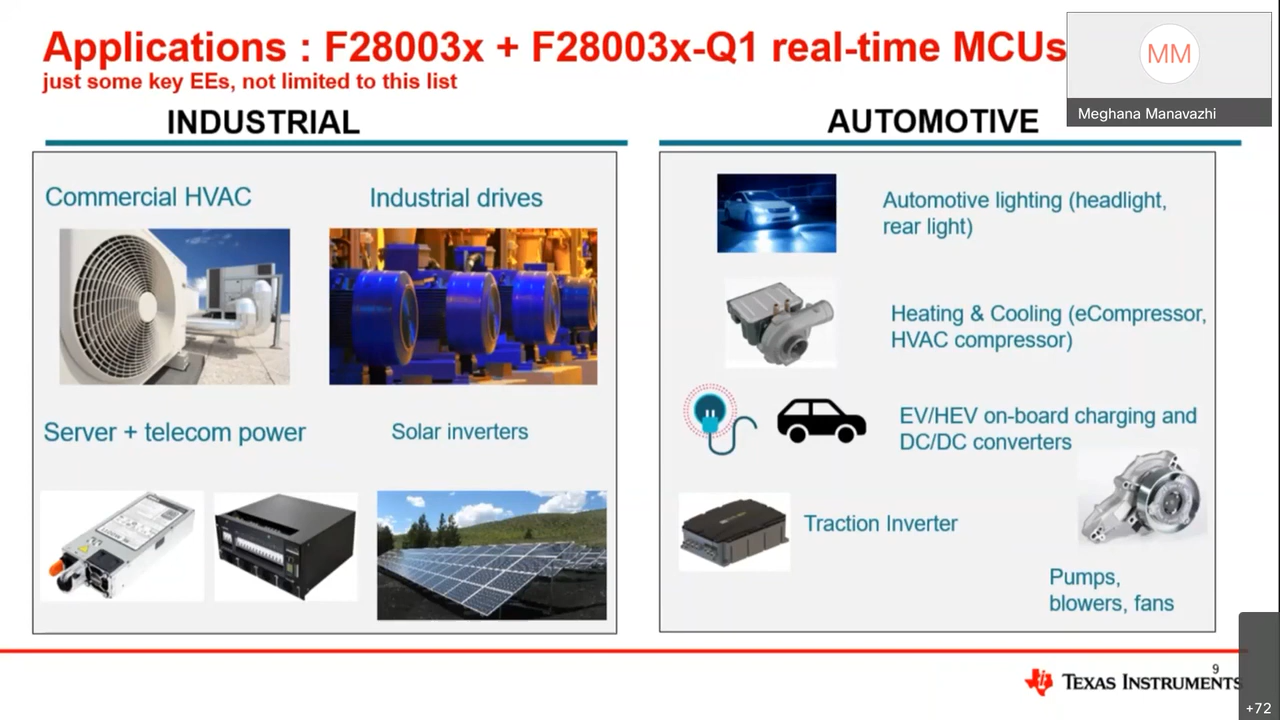 Applications : F28003x + F28003x-Q1 real-time MCUs
just some key EEs, not limited to this list
MM
Meghana Manavazhi
INDUSTRIAL
Commercial HVAC
Industrial drives
Server + telecom power
Solar inverters
AUTOMOTIVE
Automotive lighting (headlight,
rear light)
Heating & Cooling (eCompressor,
HVAC compressor)
EV/HEV on-board charging and
DC/DC converters
Traction Inverter
Pumps,
blowers, fans
9
TEXAS INSTRUMENTS
+72